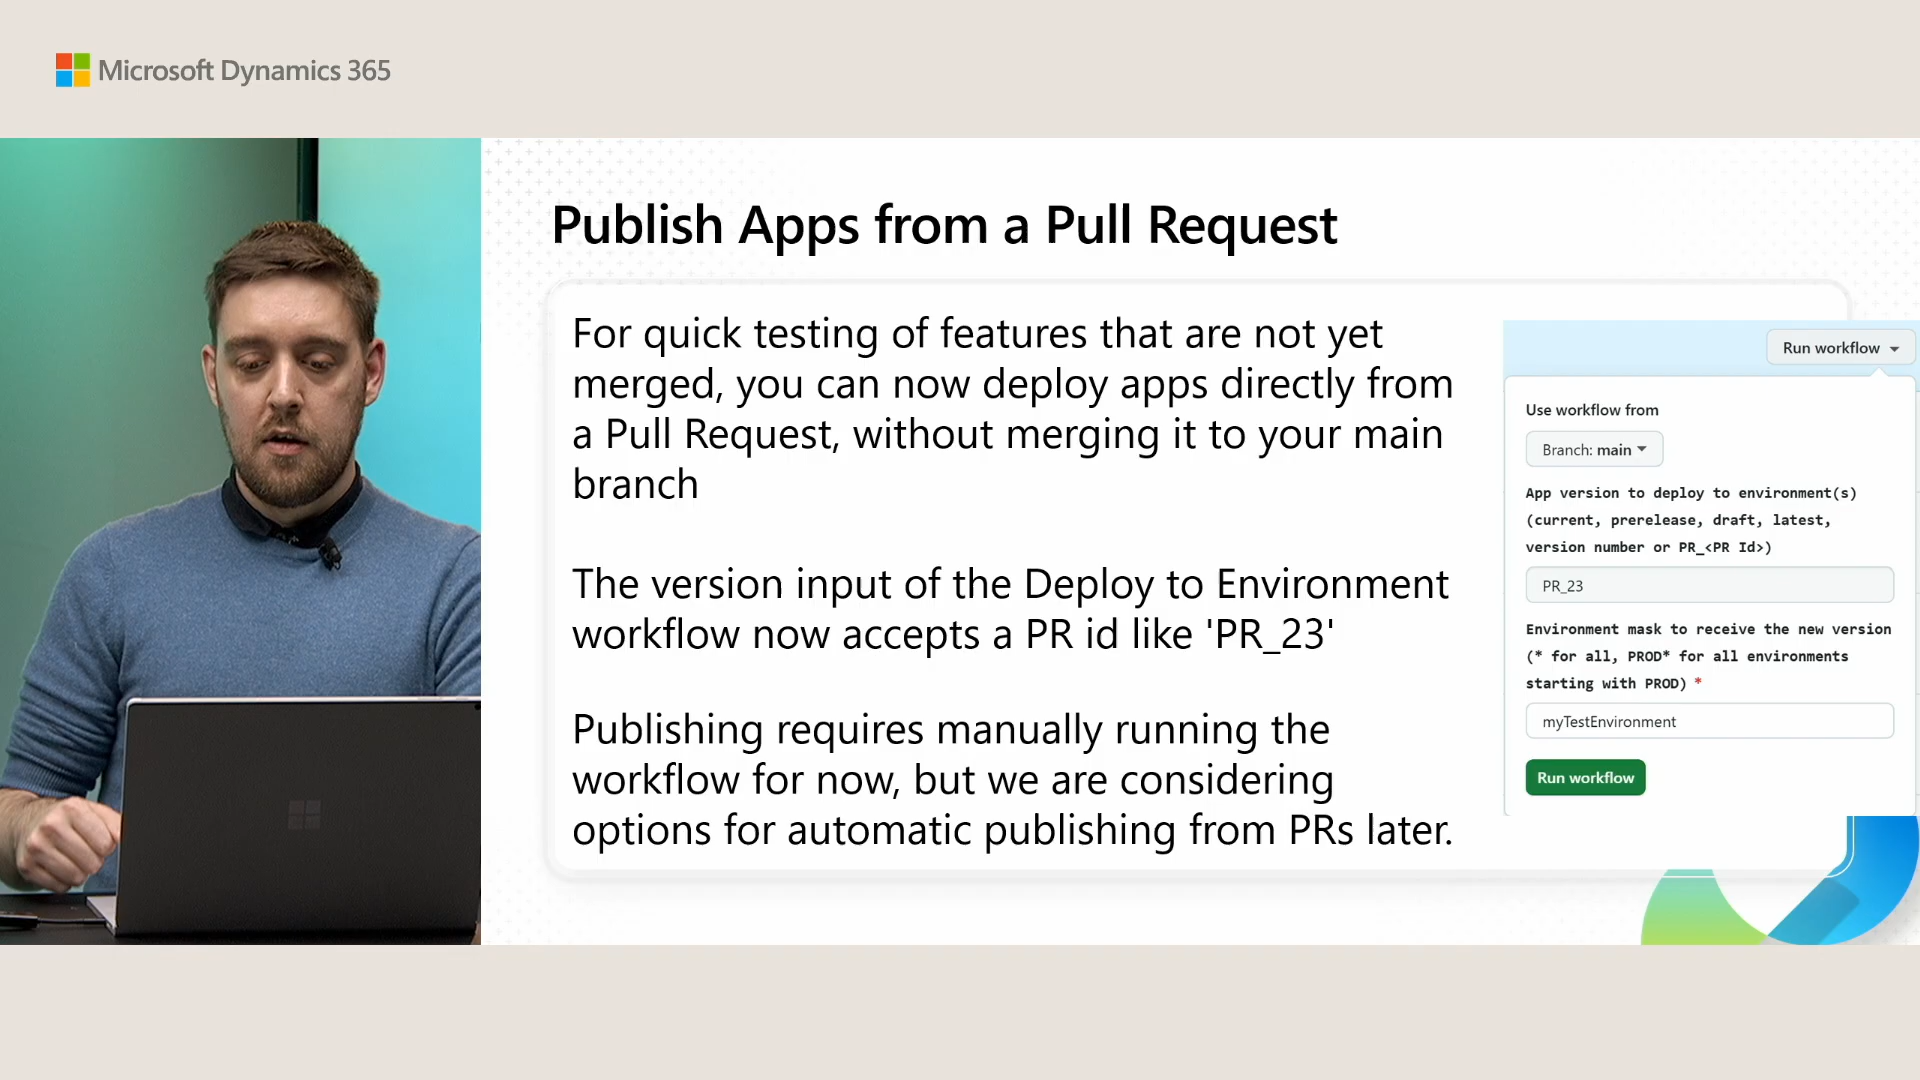 Microsoft Dynamics 365
Publish Apps from a Pull Request
For quick testing of features that are not yet
merged, you can now deploy apps directly from
a Pull Request, without merging it to your main
branch
The version input of the Deploy to Environment
workflow now accepts a PR id like 'PR_23'
Publishing requires manually running the
workflow for now, but we are considering
options for automatic publishing from PRs later.
Run workflow
Use workflow from
Branch: main
App version to deploy to environment(s)
(current, prerelease, draft, latest,
version number or PR_<PR Id>)
PR_23
Environment mask to receive the new version
(* for all, PROD* for all environments
starting with PROD) *
myTestEnvironment
Run workflow